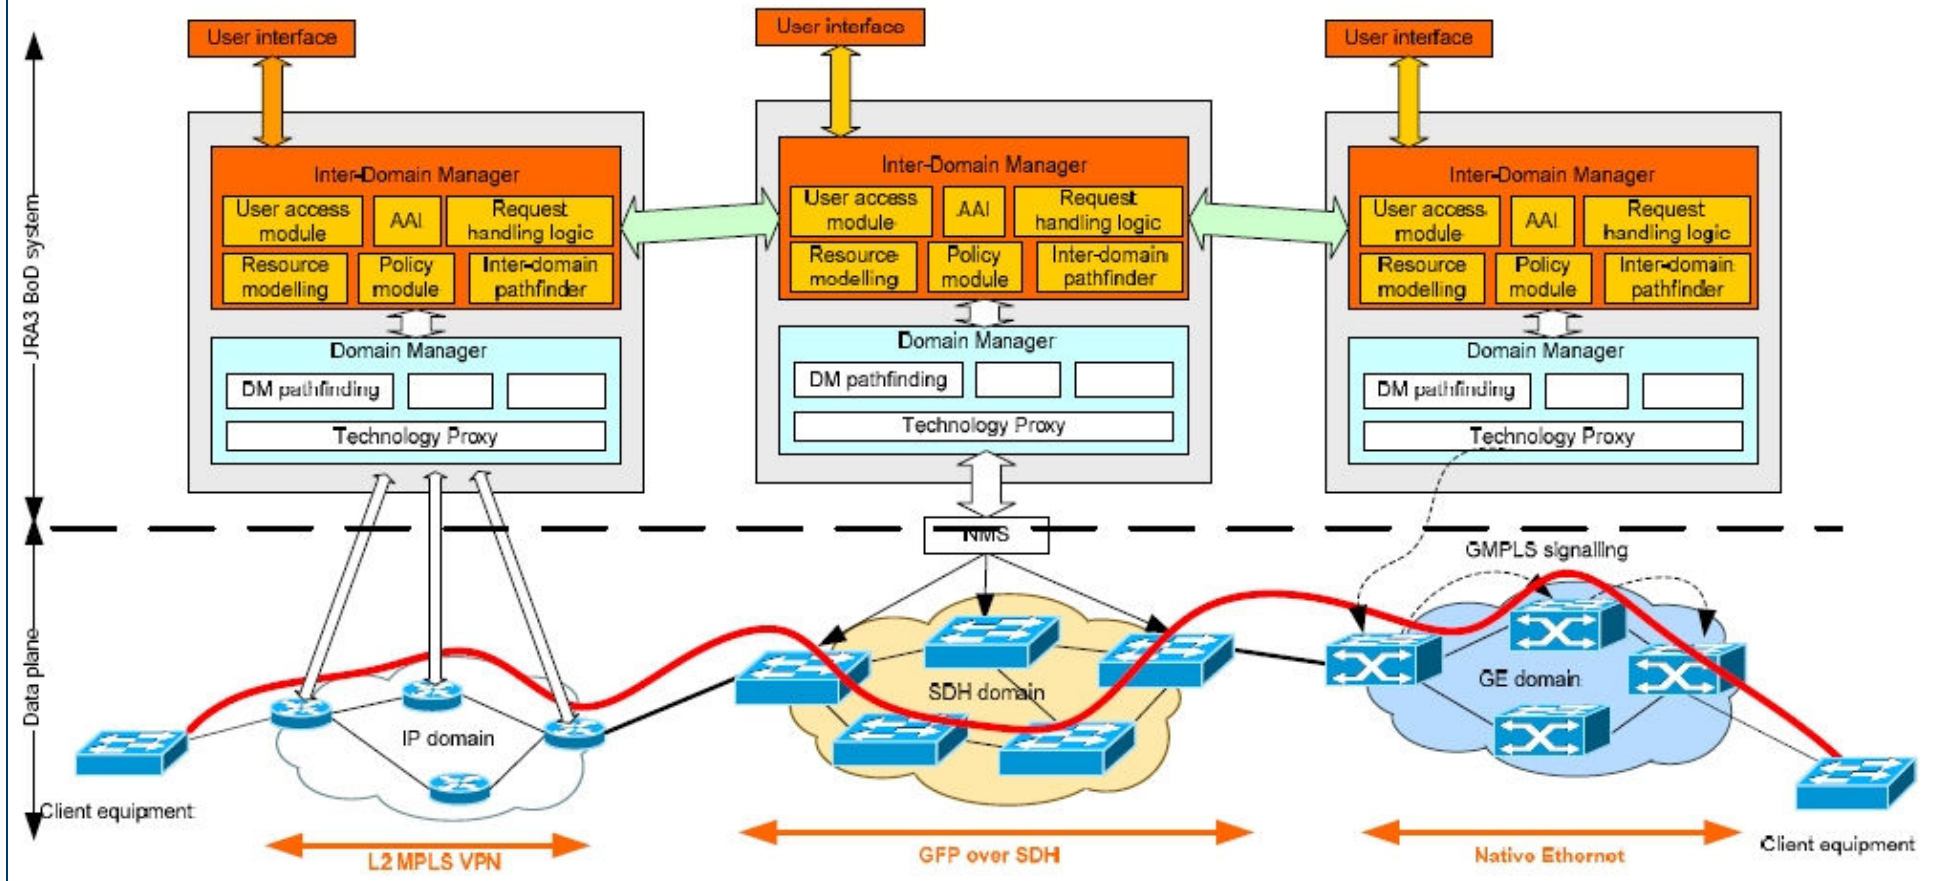 User interface
User interface
User interface
JRA3 BoD system
Inter-Domain Manager
User access
module
AAI
Request
handling logic
Resource
modelling
Policy
module
Inter-domain
pathfinder
Domain Manager
DM pathfinding
Technology Proxy
Inter-Domain Manager
User access
module
AAI
Request
handling logic
Resource
modelling
Policy
module
Inter-domain
pathfinder
Domain Manager
DM pathfinding
Technology Proxy
Inter-Domain Manager
User access
module
AAI
Request
handling logic
Resource
modelling
Policy
module
Inter-domain
pathfinder
Domain Manager
DM pathfinding
Technology Proxy
NMS
GMPLS signalling
Data plane
IP domain
SDH domain
GE domain
Client equipment
L2 MPLS VPN
GFP over SDH
Native Ethernet
Client equipment